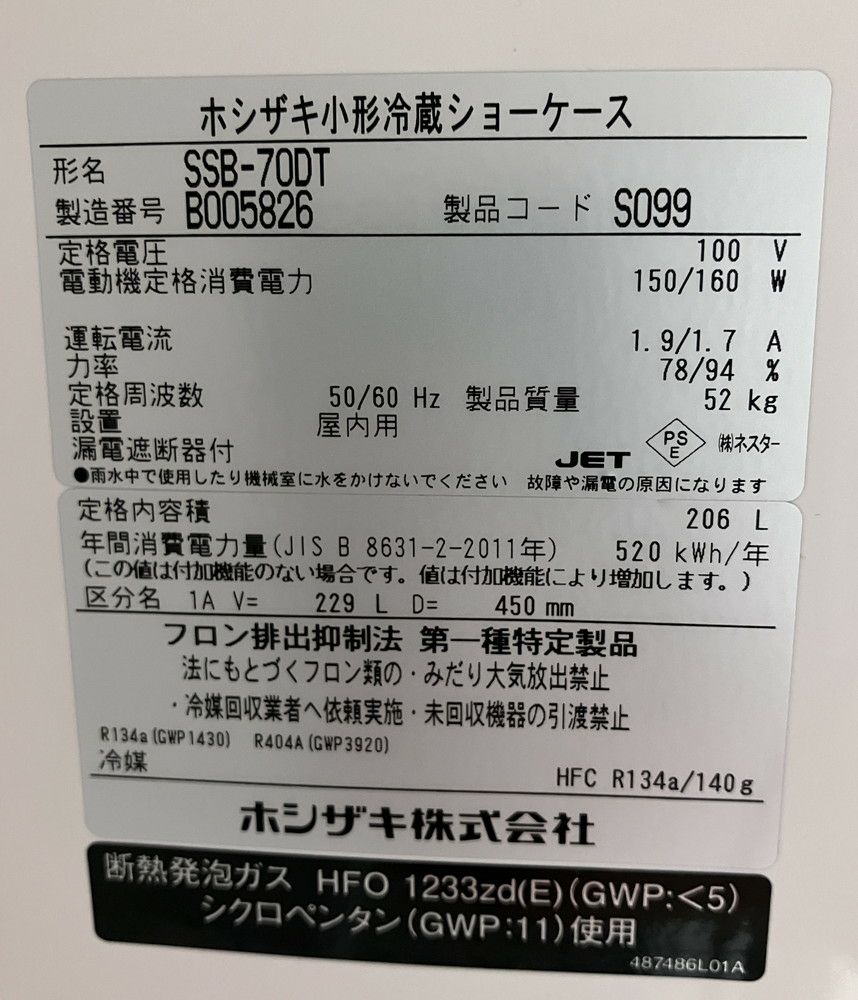 ホシザキ小形冷蔵ショーケース
形名 SSB-70DT
製造番号 B005826 製品コード S099
定格電圧 100 V
電動機定格消費電力 150/160 W
運転電流 1.9/1.7 A
力率 78/94 %
定格周波数 50/60 Hz 製品質量 52 kg
設置 屋内用
漏電遮断器付 JET PS E ㈱ネスター
●雨水中で使用したり機械室に水をかけないでください 故障や漏電の原因になります
定格内容積 206 L
年間消費電力量(JIS B 8631-2-2011年) 520 kWh/年
(この値は付加機能のない場合です。値は付加機能により増加します。)
区分名 1A V= 229 L D= 450 mm
フロン排出抑制法 第一種特定製品
法にもとづくフロン類の・みだり大気放出禁止
・冷媒回収業者へ依頼実施・未回収機器の引渡禁止
R134a(GWP1430) R404A(GWP3920)
冷媒 HFC R134a/140g
ホシザキ株式会社
断熱発泡ガス HFO 1233zd(E)(GWP:<5)
シクロペンタン(GWP:11)使用
487486L01A